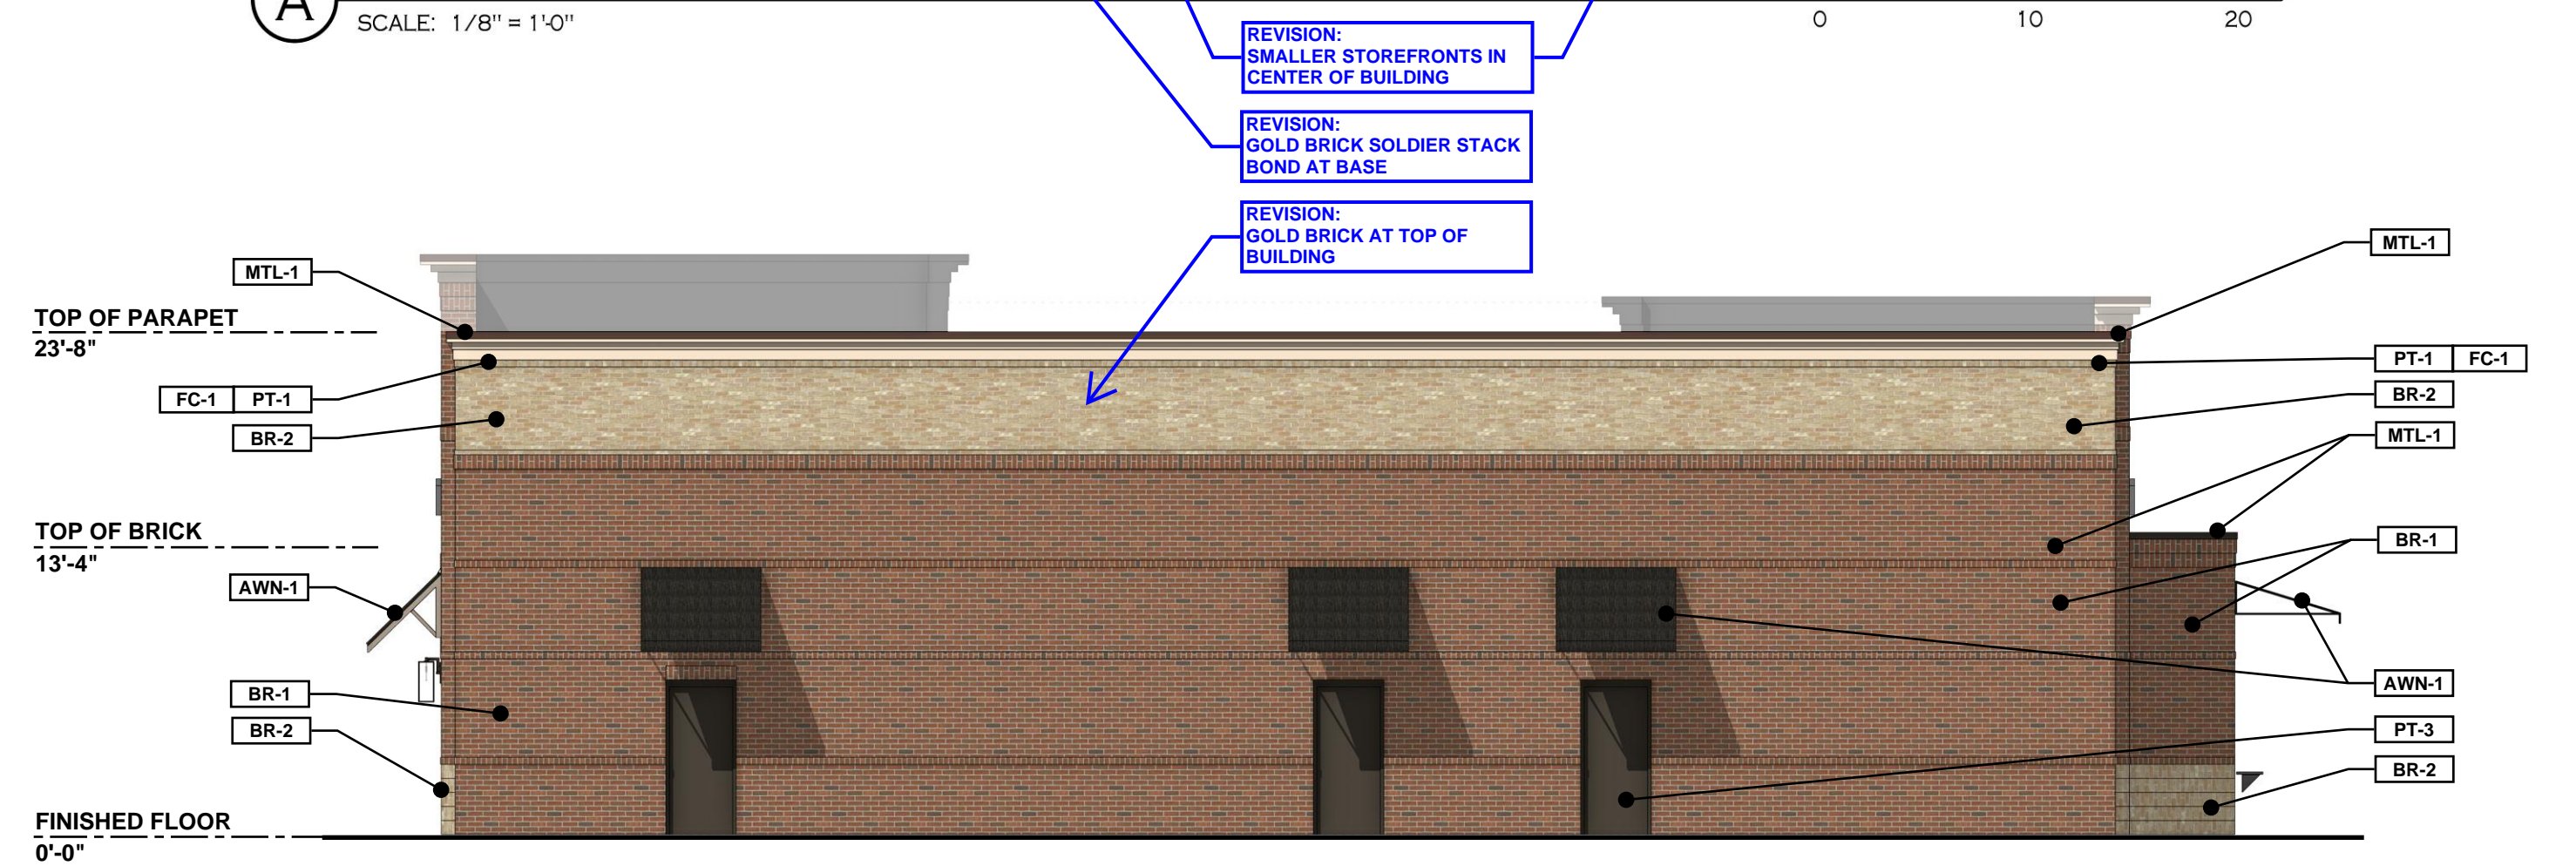 A
SCALE: 1/8" = 1'-0"
0 10 20
REVISION:
SMALLER STOREFRONTS IN
CENTER OF BUILDING
REVISION:
GOLD BRICK SOLDIER STACK
BOND AT BASE
REVISION:
GOLD BRICK AT TOP OF
BUILDING
MTL-1
TOP OF PARAPET
23'-8"
FC-1 PT-1
BR-2
TOP OF BRICK
13'-4"
AWN-1
BR-1
BR-2
FINISHED FLOOR
0'-0"
MTL-1
PT-1 FC-1
BR-2
MTL-1
BR-1
AWN-1
PT-3
BR-2